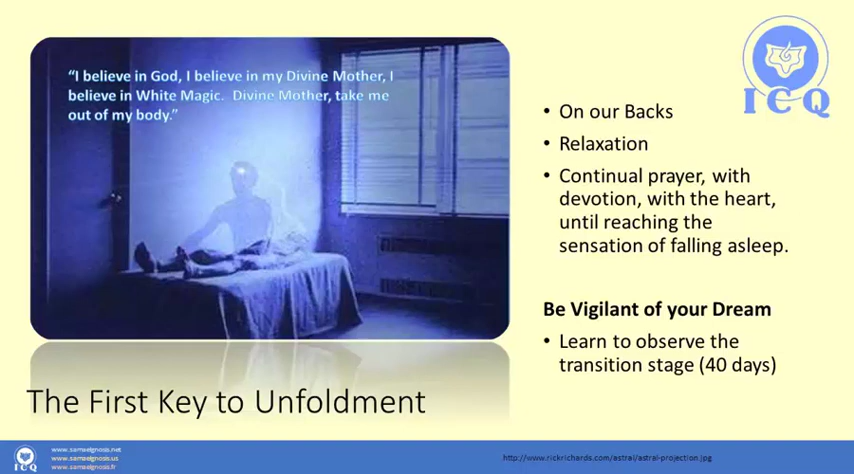 “I believe in God, I believe in my Divine Mother, I
believe in White Magic.  Divine Mother, take me
out of my body.”
I C Q
• On our Backs
• Relaxation
• Continual prayer, with
devotion, with the heart,
until reaching the
sensation of falling asleep.
Be Vigilant of your Dream
• Learn to observe the
transition stage (40 days)
The First Key to Unfoldment
I C Q
www.samaelgnosis.net
www.samaelgnosis.us
www.samaelgnosis.fr
http://www.rickrichards.com/astral/astral-projection.jpg